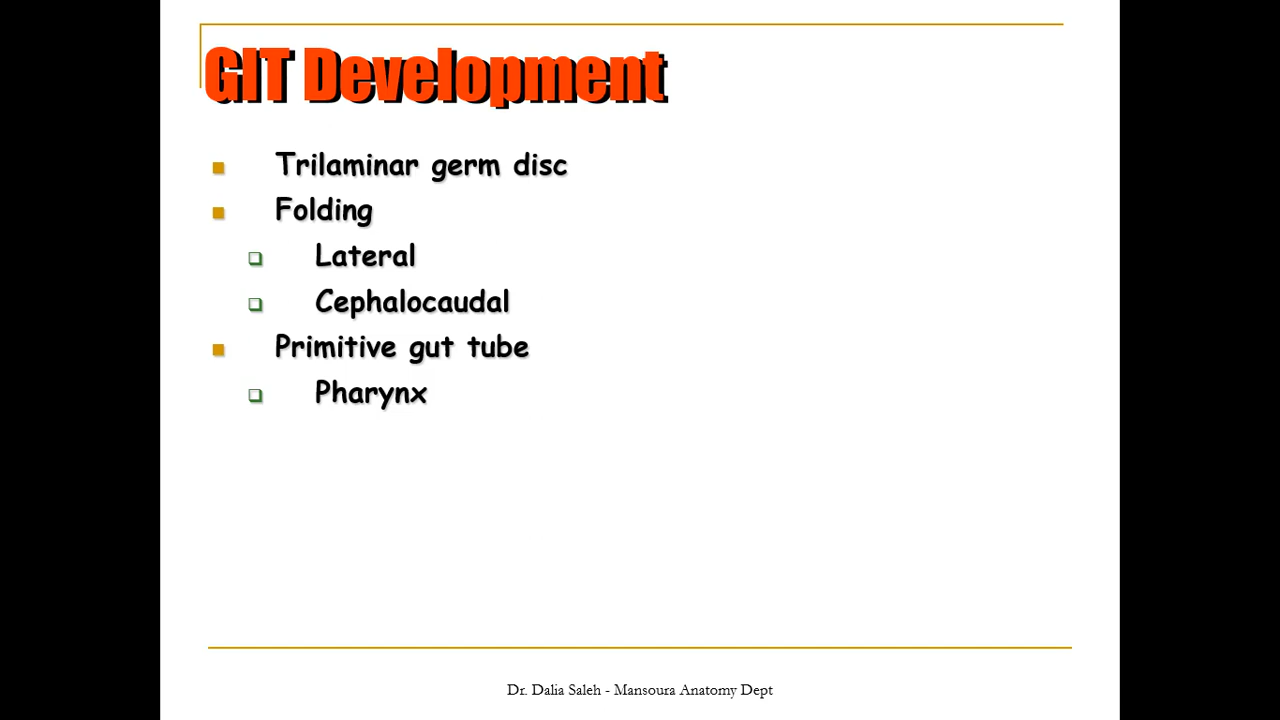 GIT Development
Trilaminar germ disc
Folding
Lateral
Cephalocaudal
Primitive gut tube
Pharynx
Dr. Dalia Saleh - Mansoura Anatomy Dept